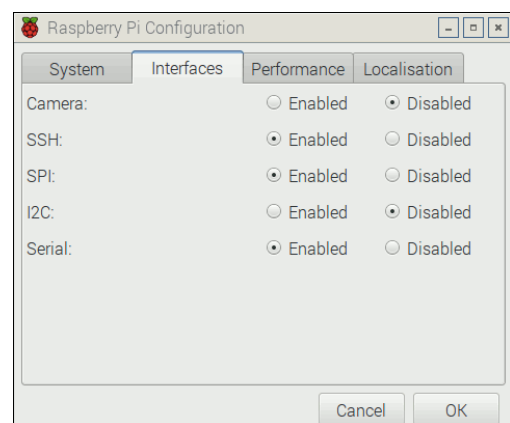 Raspberry Pi Configuration
System Interfaces Performance Localisation
Camera: Enabled Disabled
SSH: Enabled Disabled
SPI: Enabled Disabled
I2C: Enabled Disabled
Serial: Enabled Disabled
Cancel OK